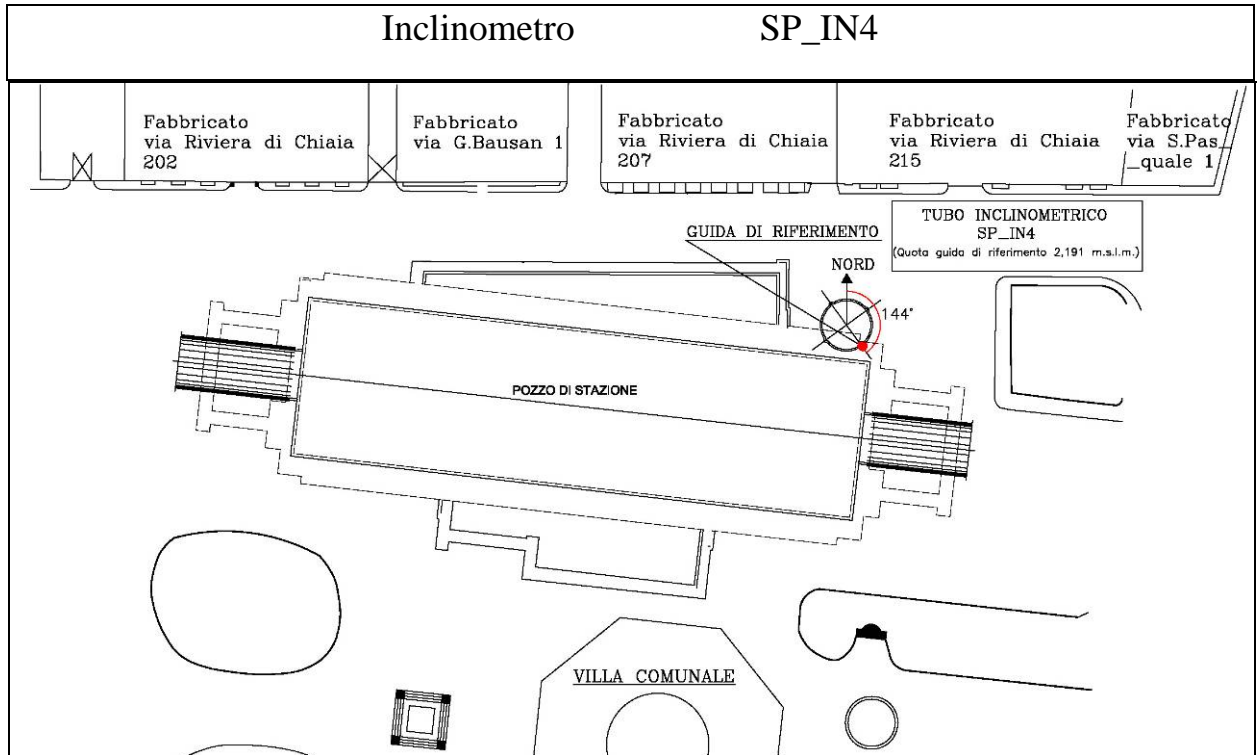 Inclinometro SP_IN4
Fabbricato
via Riviera di Chiaia
202
Fabbricato
via G.Bausan 1
Fabbricato
via Riviera di Chiaia
207
Fabbricato
via Riviera di Chiaia
215
Fabbricato
via S.Pas_
_quale 1
TUBO INCLINOMETRICO
SP_IN4
(Quota guida di riferimento 2,191 m.s.l.m.)
GUIDA DI RIFERIMENTO
NORD
144°
POZZO DI STAZIONE
VILLA COMUNALE